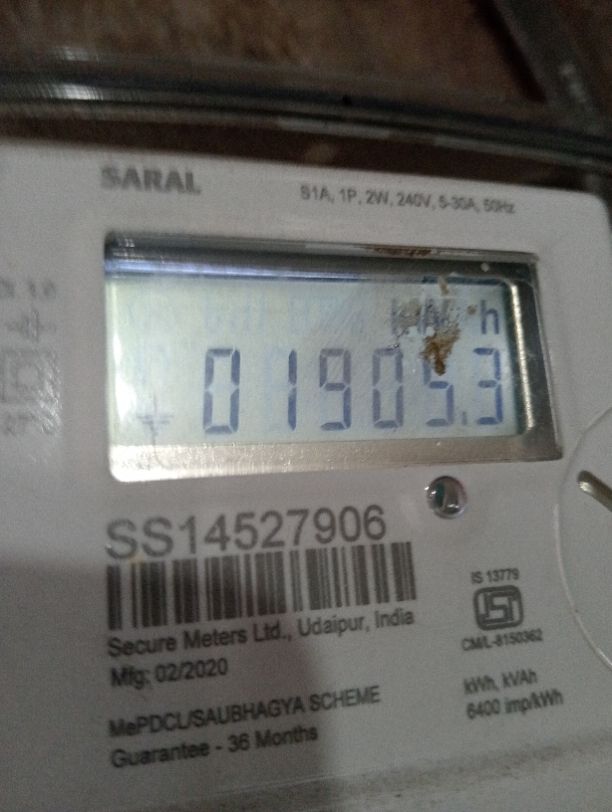 SARAL
S1A, 1P, 2W, 240V, 5-30A, 50Hz
01905.3
SS14527906
Secure Meters Ltd., Udaipur, India
Mfg: 02/2020
MePDCL/SAUBHAGYA SCHEME
Guarantee - 36 Months
IS 13779
CM/L-8150362
kWh, kVAh
6400 imp/kWh